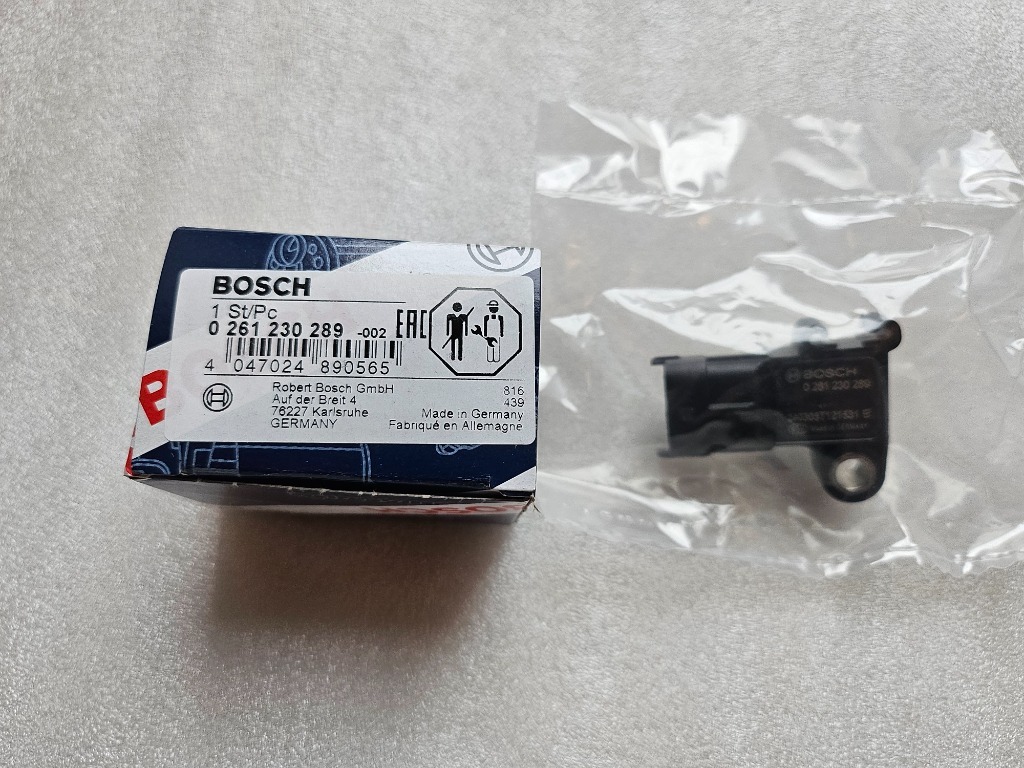 BOSCH
1 St/Pc
0 261 230 289 -002
EAC
4 047024 890565
Robert Bosch GmbH
Auf der Breit 4
76227 Karlsruhe
GERMANY
816
439
Made in Germany
Fabriqué en Allemagne
B
BOSCH
0 261 230 289